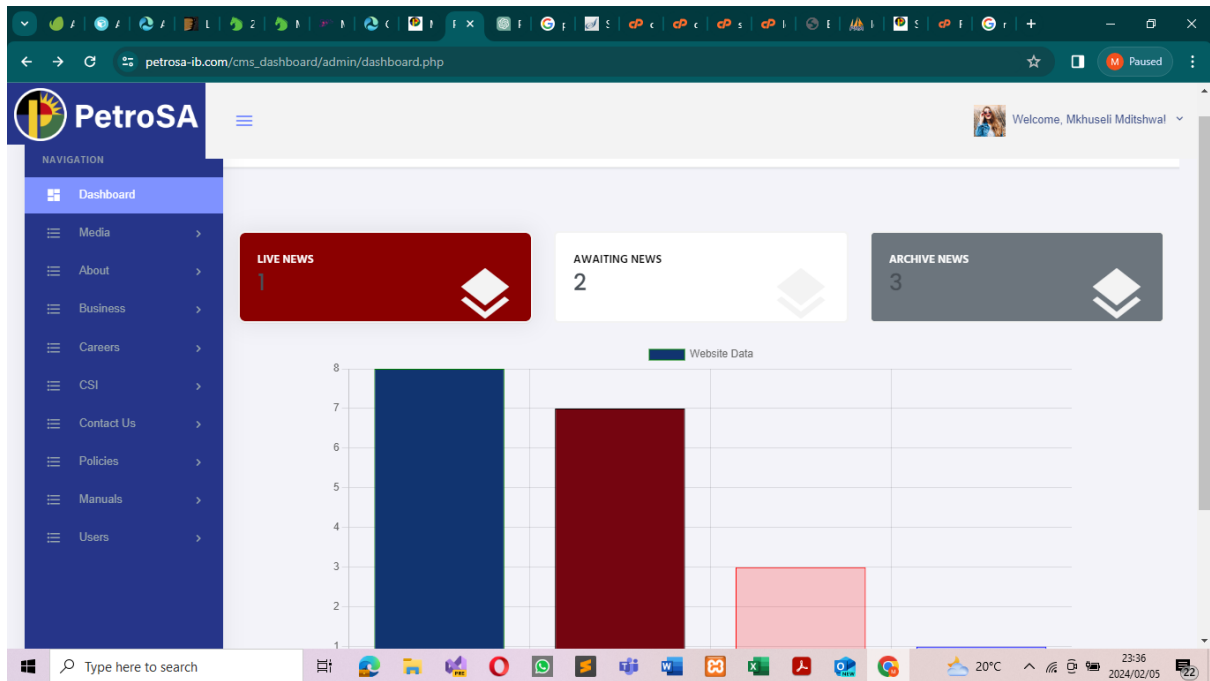 petrosa-ib.com/cms_dashboard/admin/dashboard.php
M Paused
PetroSA
Welcome, Mkhuseli Mditshwa!
NAVIGATION
Dashboard
Media
About
Business
Careers
CSI
Contact Us
Policies
Manuals
Users
LIVE NEWS
1
AWAITING NEWS
2
ARCHIVE NEWS
3
Website Data
8
7
6
5
4
3
2
1
Type here to search
20°C
23:36
2024/02/05
22